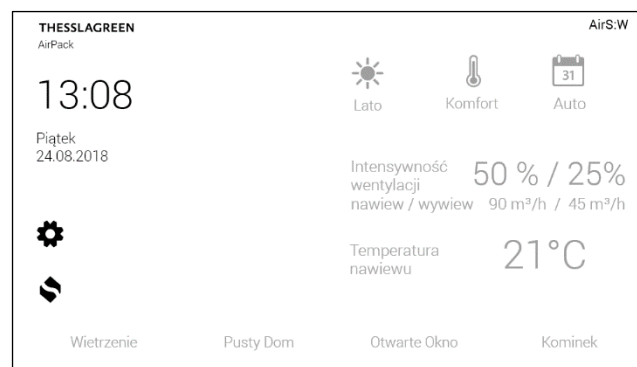 THESSLAGREEN
AirPack
AirS:W
13:08
Piątek
24.08.2018
31
Lato
Komfort
Auto
Intensywność
wentylacji
nawiew / wywiew
50 % / 25%
90 m³/h / 45 m³/h
Temperatura
nawiewu
21°C
Wietrzenie
Pusty Dom
Otwarte Okno
Kominek